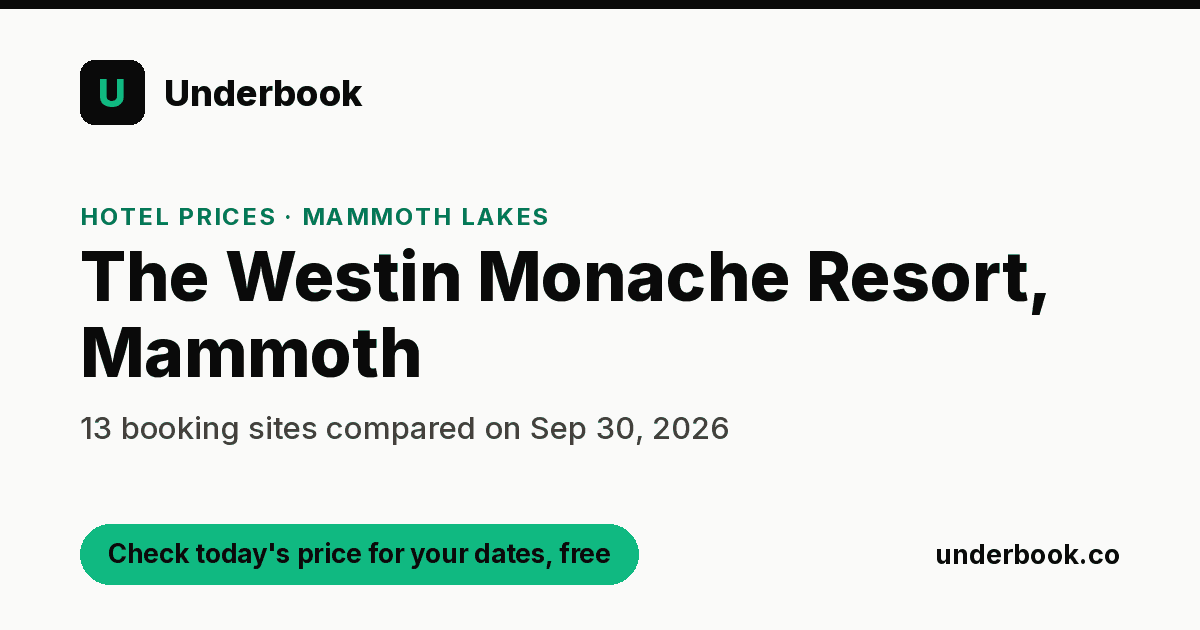 U Underbook
HOTEL PRICES · MAMMOTH LAKES
The Westin Monache Resort,
Mammoth
13 booking sites compared on Sep 30, 2026
Check today's price for your dates, free
underbook.co